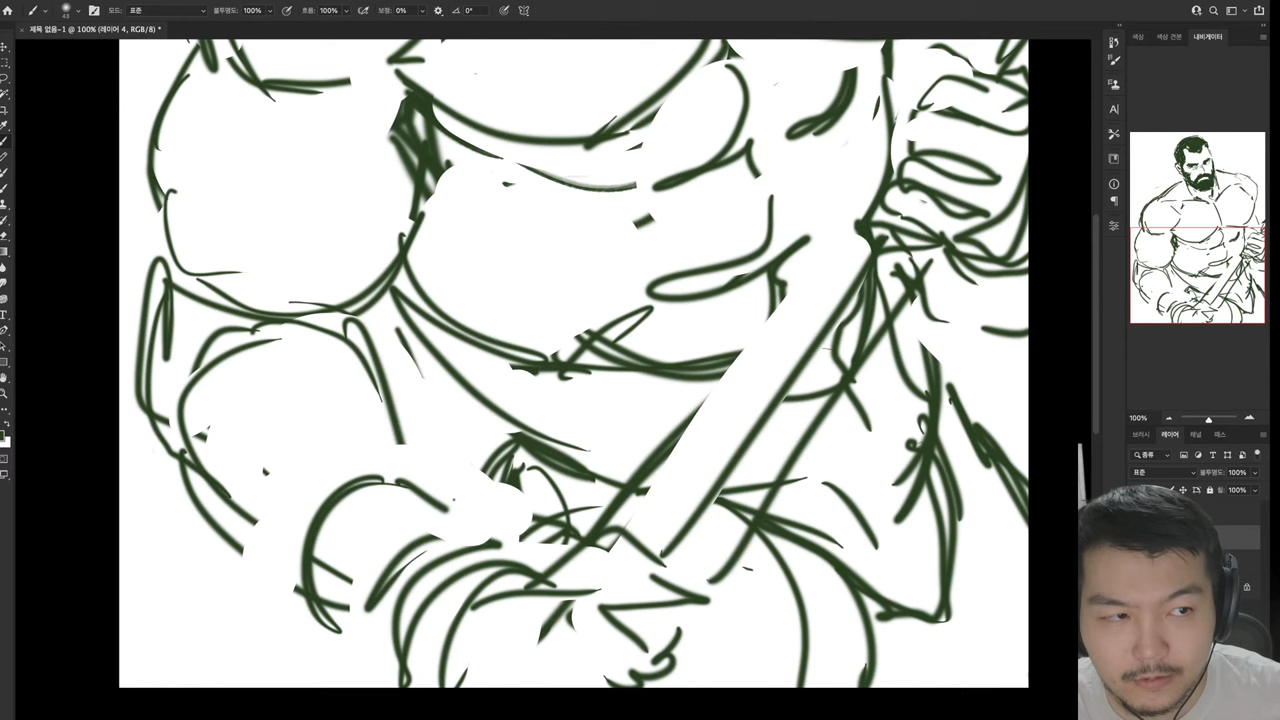 43 모드: 표준 불투명도: 100% 흐름: 100% 보정: 0% 0°
× 제목 없음-1 @ 100% (레이어 4, RGB/8) *
색상 색상 견본 내비게이터
100%
브러시 레이어 채널 패스
종류
표준 불투명도: 100%
칠: 100%